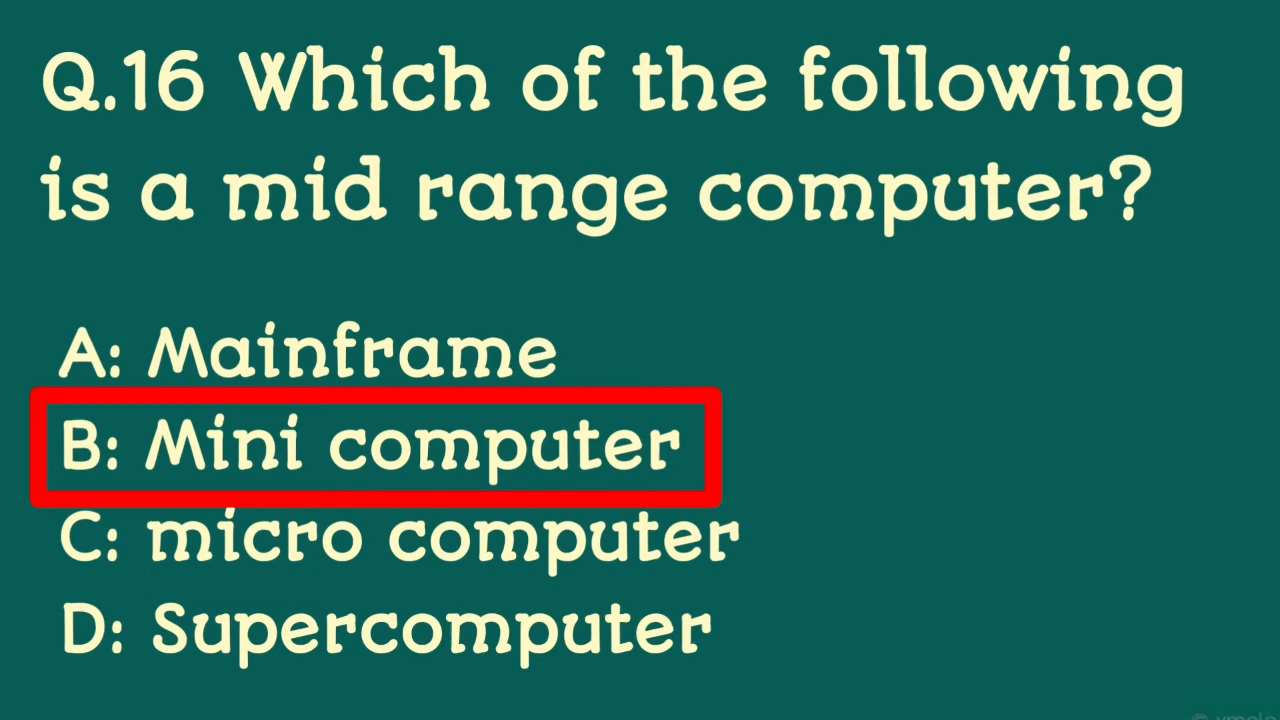 Q.16 Which of the following
is a mid range computer?
A: Mainframe
B: Mini computer
C: micro computer
D: Supercomputer